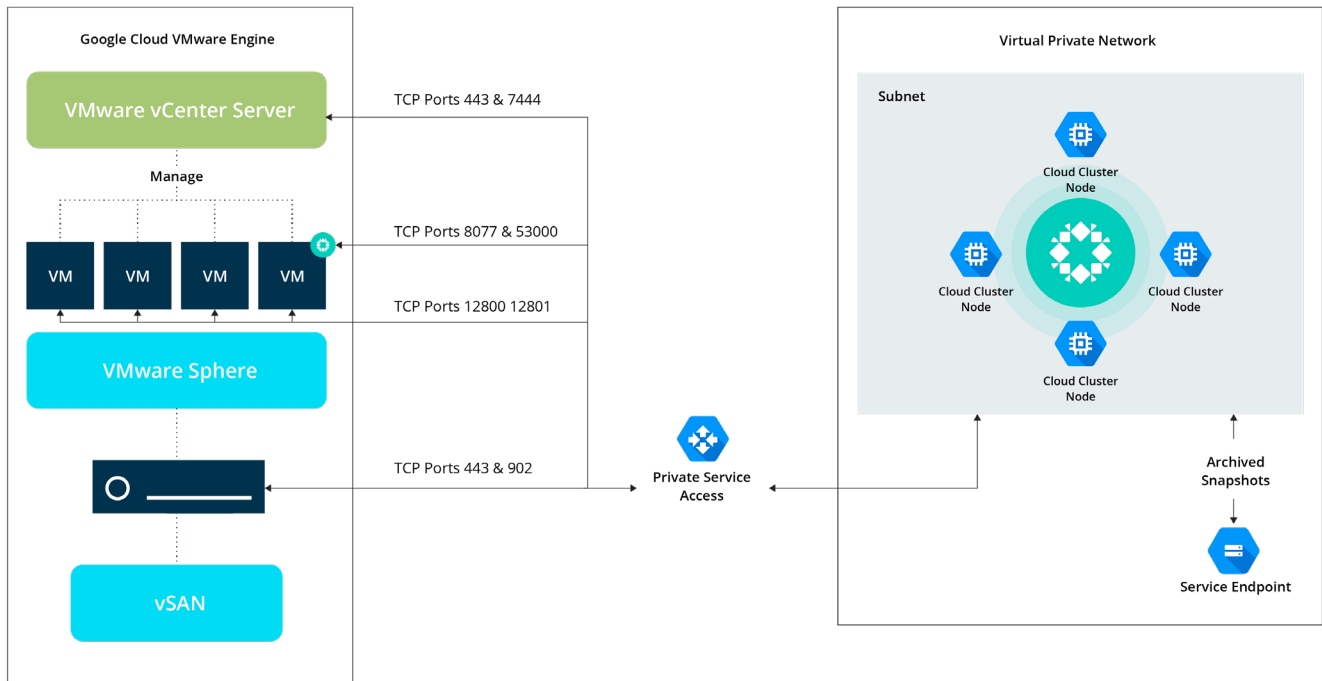 Google Cloud VMware Engine
VMware vCenter Server
Manage
VM
VM
VM
VM
VMware Sphere
vSAN
TCP Ports 443 & 7444
TCP Ports 8077 & 53000
TCP Ports 12800 12801
TCP Ports 443 & 902
Private Service
Access
Virtual Private Network
Subnet
Cloud Cluster
Node
Cloud Cluster
Node
Cloud Cluster
Node
Cloud Cluster
Node
Archived
Snapshots
Service Endpoint